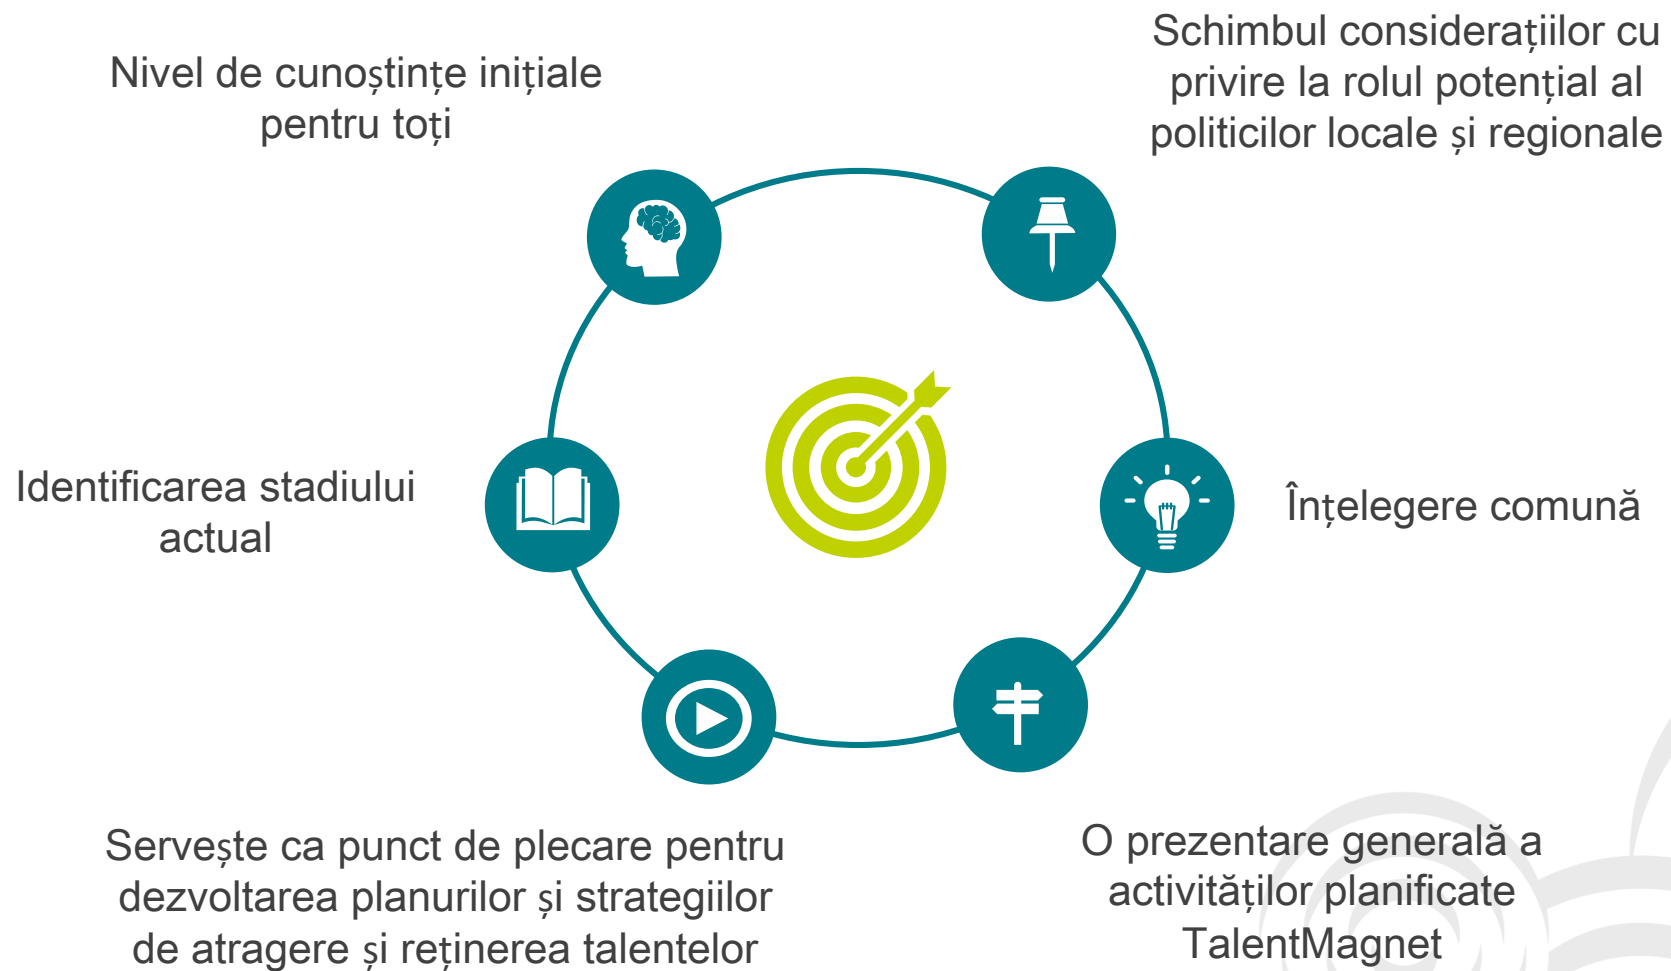 Nivel de cunoștințe inițiale
pentru toți
Schimbul considerațiilor cu
privire la rolul potențial al
politicilor locale și regionale
Identificarea stadiului
actual
Înțelegere comună
Servește ca punct de plecare pentru
dezvoltarea planurilor și strategiilor
de atragere și reținerea talentelor
O prezentare generală a
activităților planificate
TalentMagnet